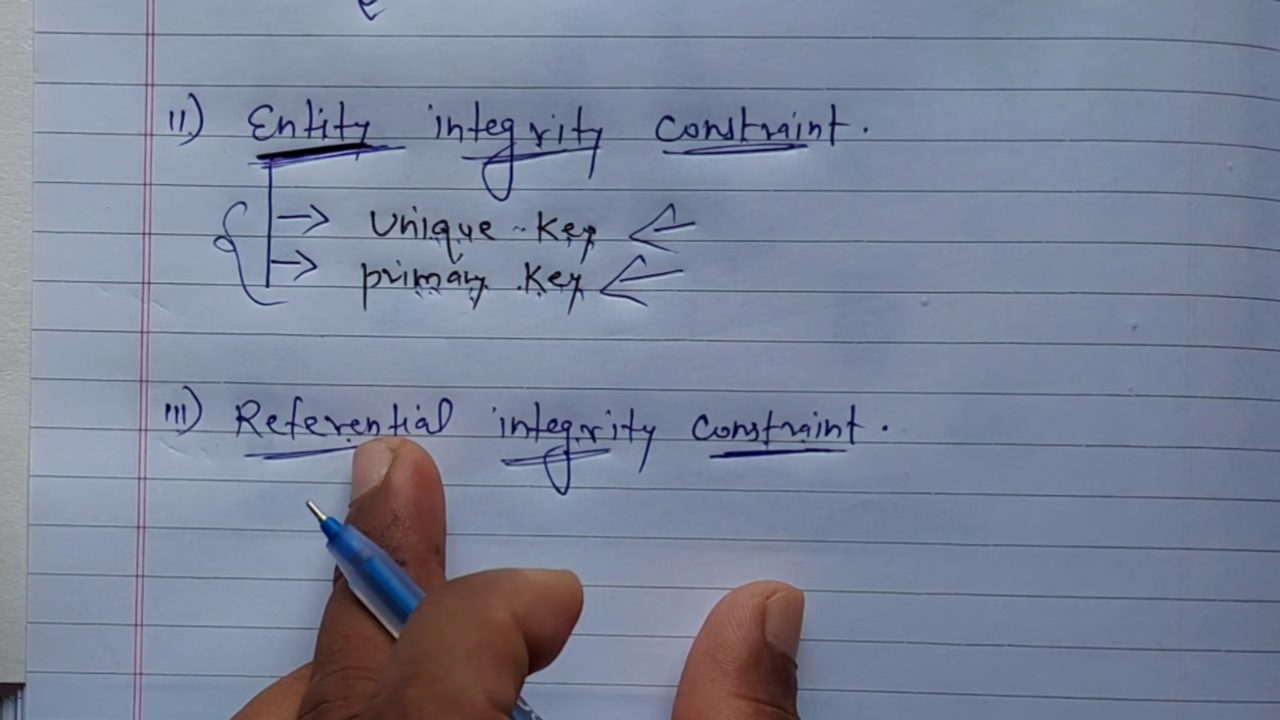 ii) Entity integrity constraint.
→ Unique key
→ primary key
iii) Referential integrity constraint.